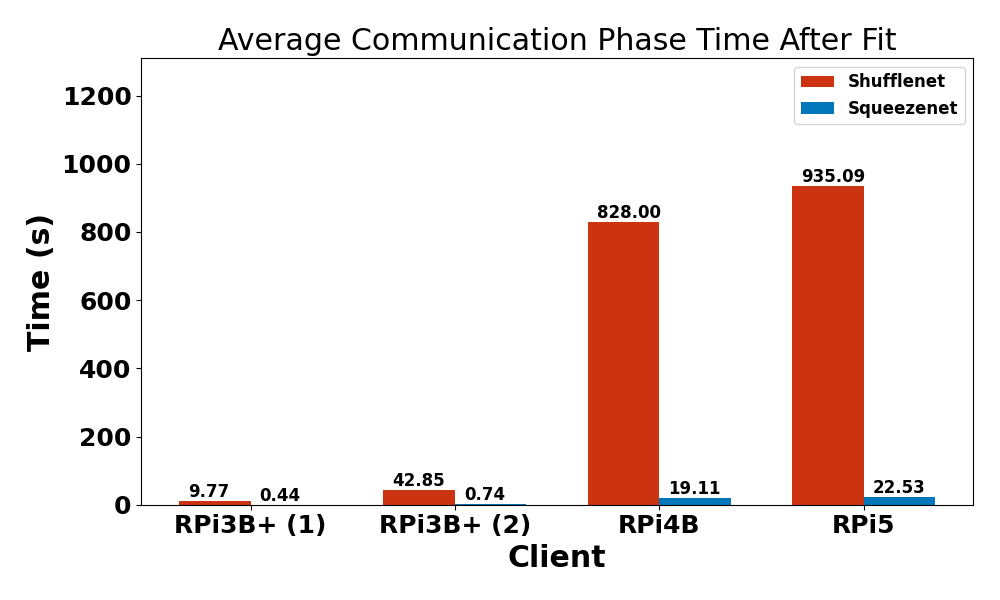 Average Communication Phase Time After Fit
Shufflenet
Squeezenet
Time (s)
1200
1000
800
600
400
200
0
9.77
0.44
42.85
0.74
828.00
19.11
935.09
22.53
RPi3B+ (1)
RPi3B+ (2)
RPi4B
RPi5
Client